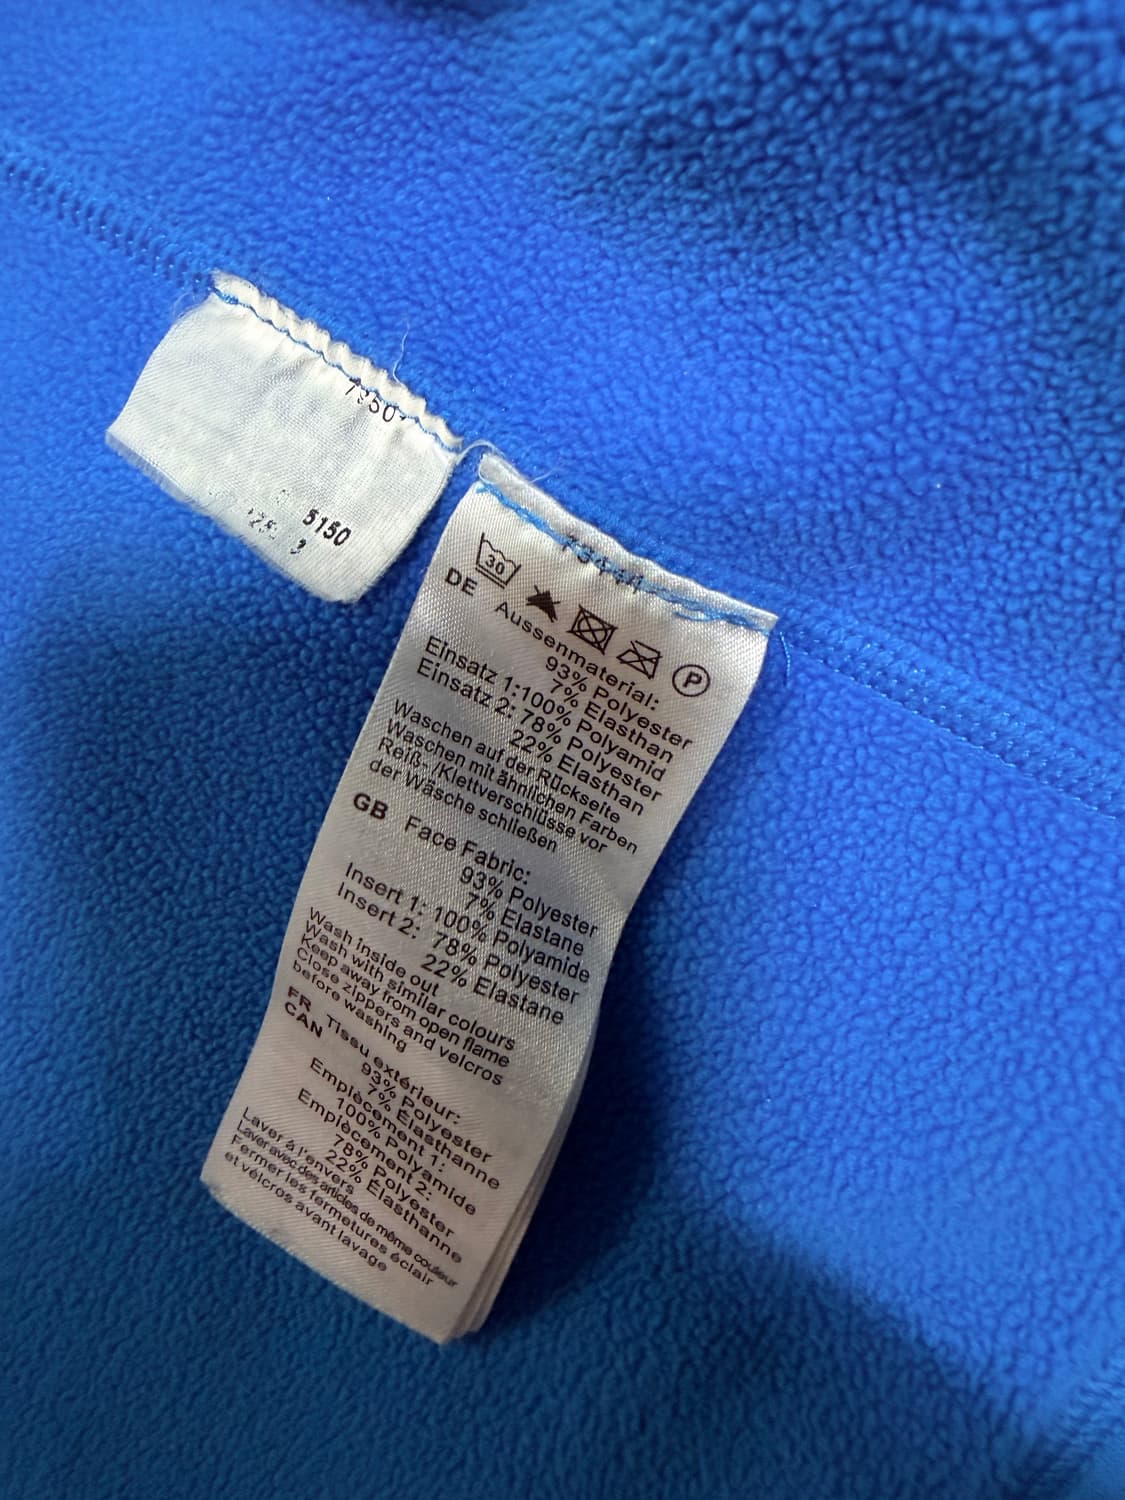 5150
30
P
DE Aussenmaterial:
93% Polyester
7% Elasthan
Einsatz 1:100% Polyamid
Einsatz 2: 78% Polyester
22% Elasthan
Waschen auf der Rückseite
Waschen mit ähnlichen Farben
Reiß-/Klettverschlüsse vor
der Wäsche schließen
GB Face Fabric:
93% Polyester
7% Elastane
Insert 1: 100% Polyamide
Insert 2: 78% Polyester
22% Elastane
Wash inside out
Wash with similar colours
Keep away from open flame
Close zippers and velcros
before washing
FR
CAN Tissu extérieur:
93% Polyester
7% Élasthanne
Emplècement 1:
100% Polyamide
Emplècement 2:
78% Polyester
22% Élasthanne
Laver à l'envers
Laver avec des articles de même couleur
Fermer les fermetures éclair
et vélcros avant lavage